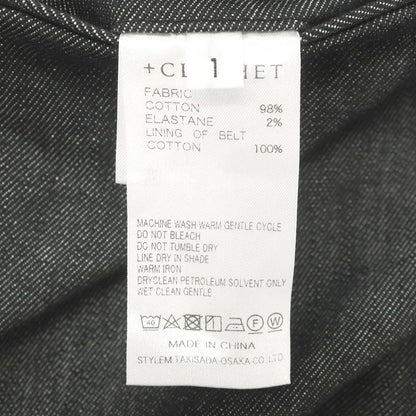 1
FABRIC
COTTON 98%
ELASTANE 2%
LINING OF BELT
COTTON 100%
MACHINE WASH WARM GENTLE CYCLE
DO NOT BLEACH
DO NOT TUMBLE DRY
LINE DRY IN SHADE
WARM IRON
DRYCLEAN PETROLEUM SOLVENT ONLY
WET CLEAN GENTLE
40 F W
MADE IN CHINA
STYLEM TAKISADA-OSAKA CO.,LTD.